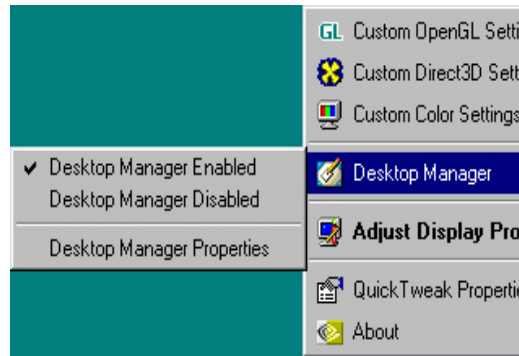 GL Custom OpenGL Setti
Custom Direct3D Sett
Custom Color Settings
Desktop Manager
Desktop Manager Enabled
Desktop Manager Disabled
Desktop Manager Properties
Adjust Display Pro
QuickTweak Properti
About